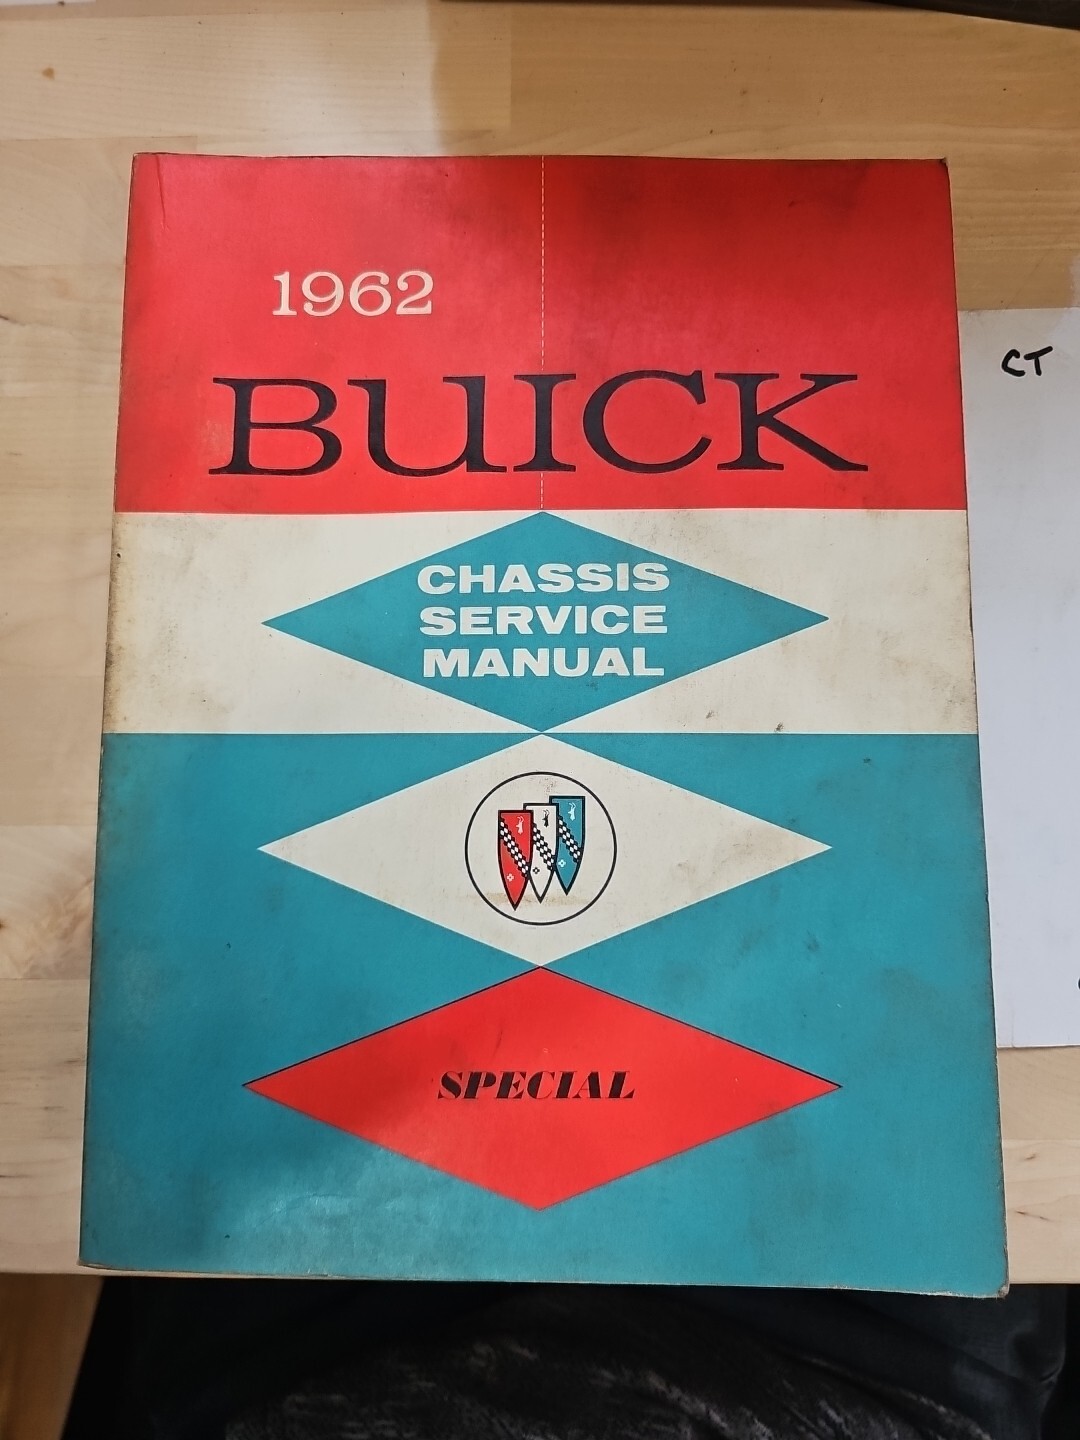 1962
BUICK
CHASSIS
SERVICE
MANUAL
SPECIAL
CT